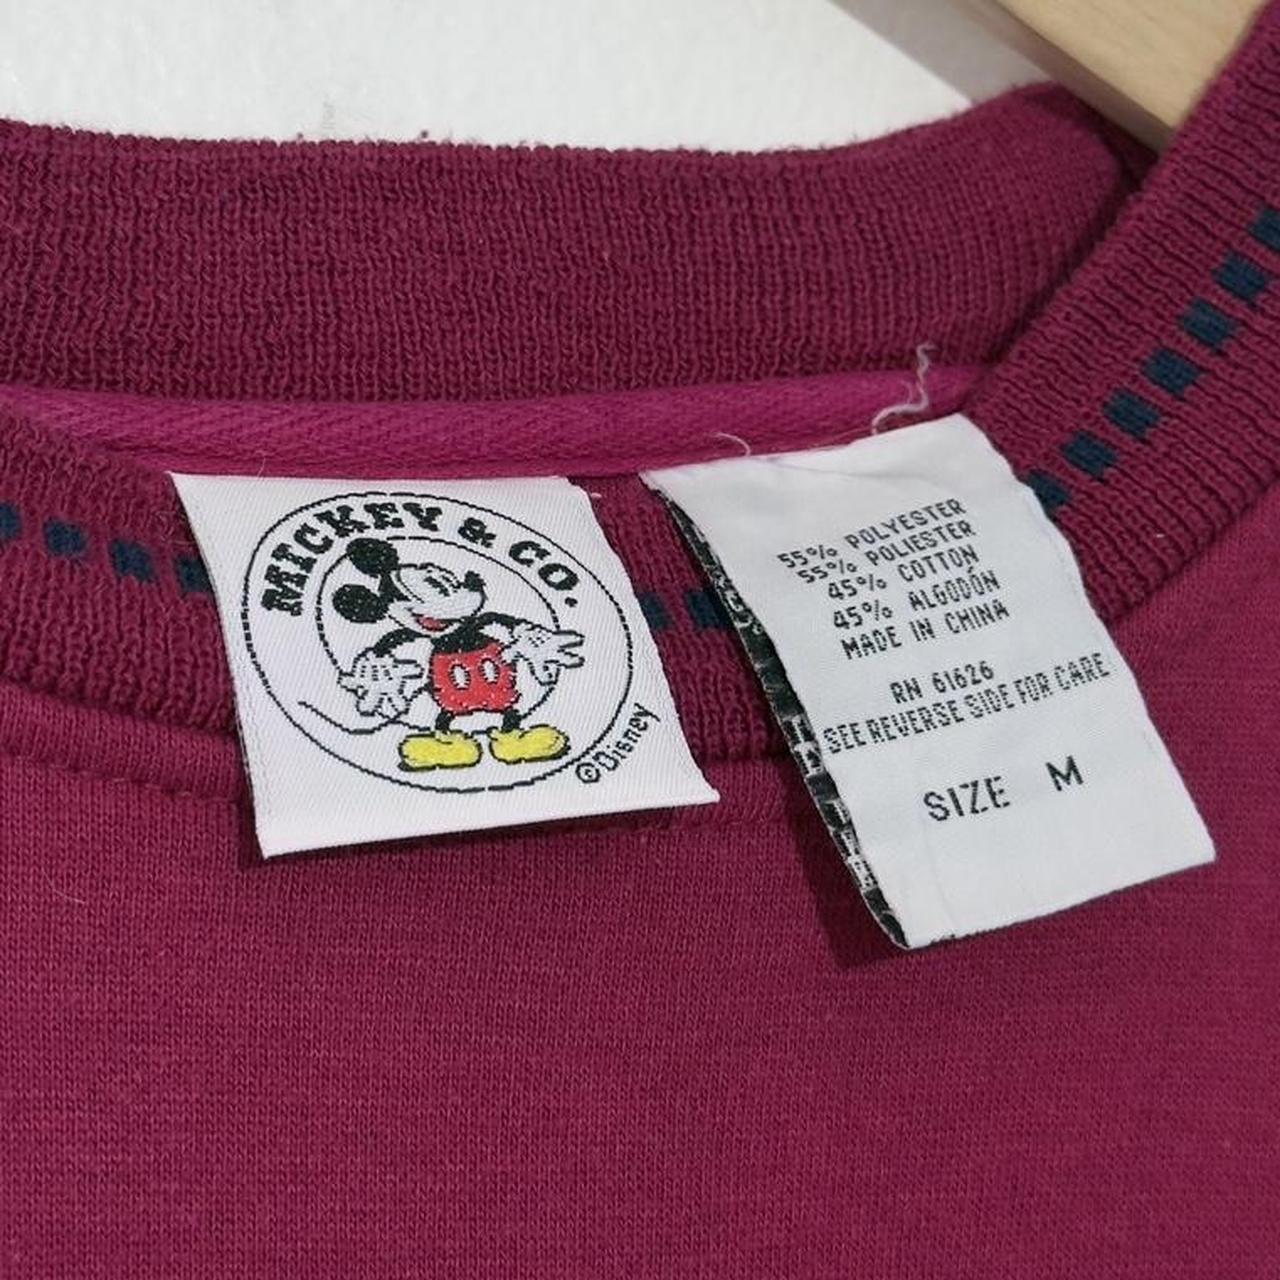 MICKEY & CO.
©Disney
55% POLYESTER
55% POLIESTER
45% COTTON
45% ALGODÓN
MADE IN CHINA
RN 61626
SEE REVERSE SIDE FOR CARE
SIZE M